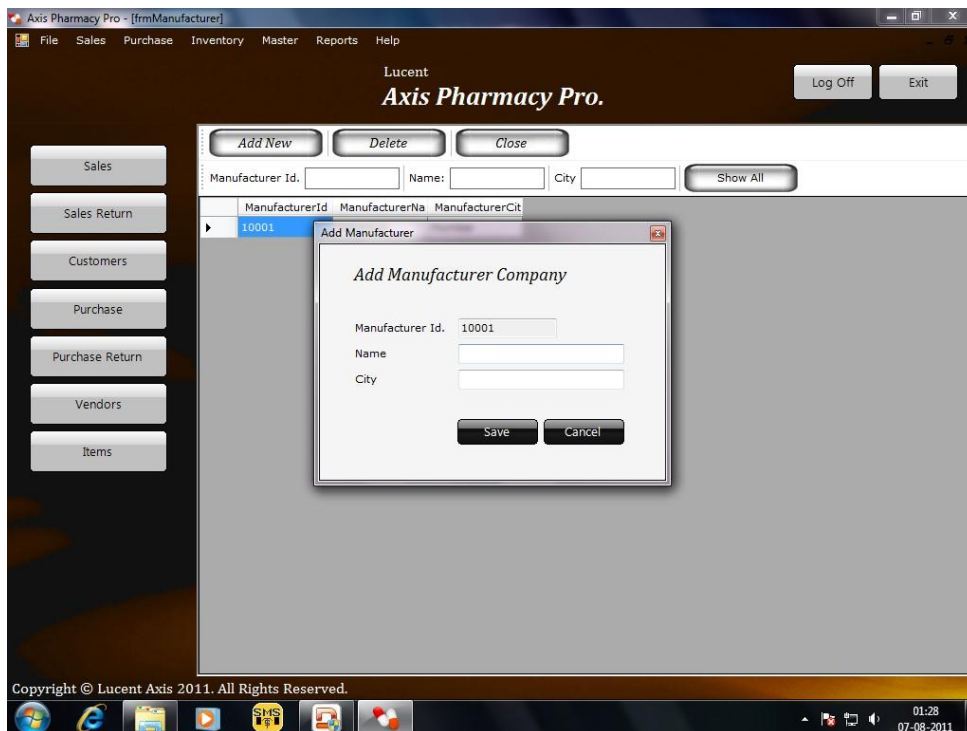 Axis Pharmacy Pro - [frmManufacturer]
File Sales Purchase Inventory Master Reports Help
Lucent
Axis Pharmacy Pro.
Log Off Exit
Add New Delete Close
Manufacturer Id. Name: City Show All
ManufacturerId ManufacturerNa ManufacturerCit
10001
Sales
Sales Return
Customers
Purchase
Purchase Return
Vendors
Items
Add Manufacturer
Add Manufacturer Company
Manufacturer Id. 10001
Name
City
Save Cancel
Copyright © Lucent Axis 2011. All Rights Reserved.
SMS
01:28
07-08-2011